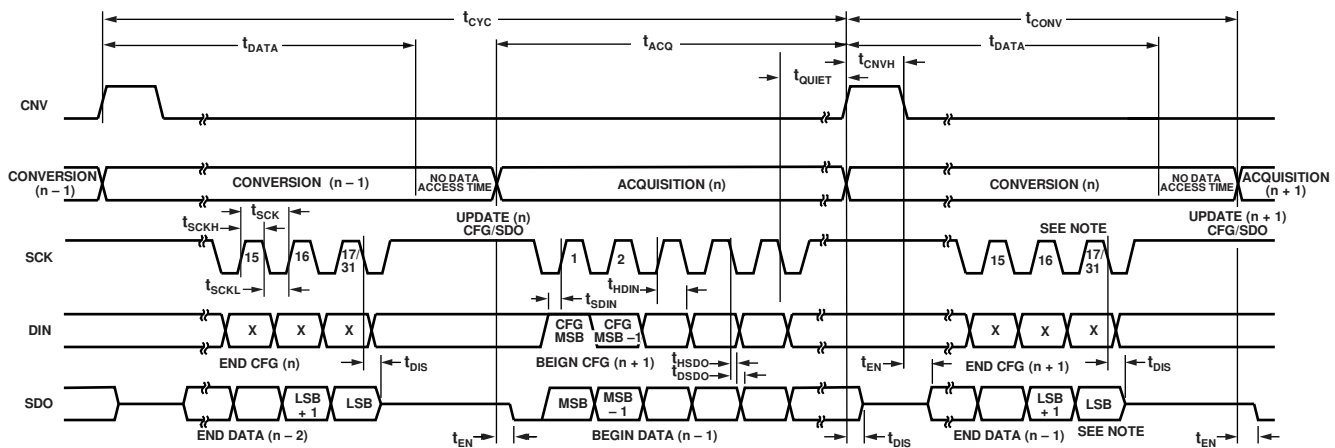 tCYC
tCONV
tDATA
tACQ
tDATA
tCNVH
tQUIET
CNV
CONVERSION
(n – 1)
CONVERSION (n – 1)
NO DATA
ACCESS TIME
ACQUISITION (n)
CONVERSION (n)
NO DATA
ACCESS TIME
ACQUISITION
(n + 1)
UPDATE (n)
CFG/SDO
UPDATE (n + 1)
CFG/SDO
tSCK
tSCKH
SEE NOTE
SCK
15
16
17/
31
1
2
15
16
17/
31
tSCKL
tHDIN
tSDIN
DIN
X
X
X
CFG
MSB
CFG
MSB –1
X
X
X
END CFG (n)
tDIS
BEIGN CFG (n + 1)
tHSDO
tDSDO
tEN
END CFG (n + 1)
tDIS
SDO
LSB
+ 1
LSB
MSB
MSB
–1
LSB
+ 1
LSB
END DATA (n – 2)
tEN
BEGIN DATA (n – 1)
tDIS
END DATA (n – 1)
SEE NOTE
tEN